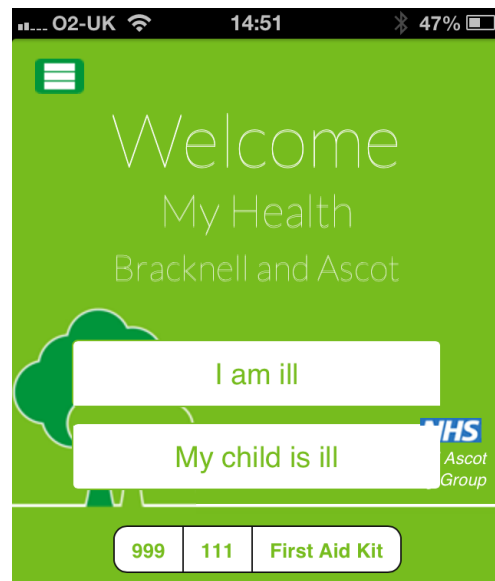 O2-UK 14:51 47%
Welcome
My Health
Bracknell and Ascot
I am ill
NHS
My child is ill
Ascot
Group
999 111 First Aid Kit